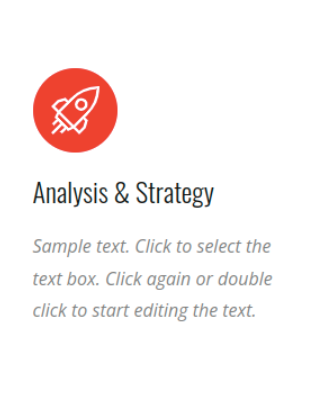 Analysis & Strategy
Sample text. Click to select the
text box. Click again or double
click to start editing the text.